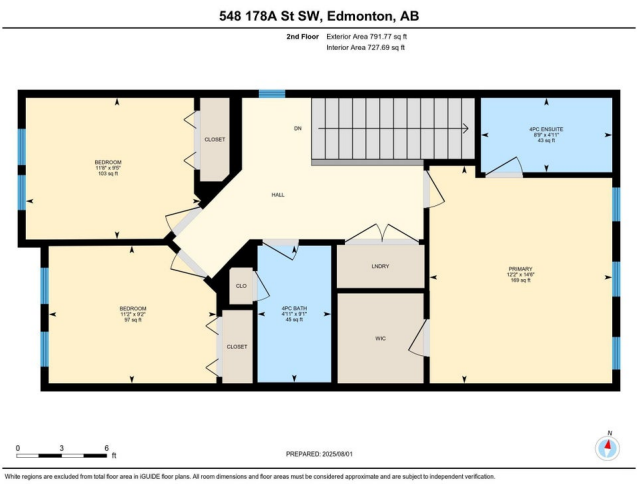 548 178A St SW, Edmonton, AB
2nd Floor Exterior Area 791.77 sq ft
Interior Area 727.69 sq ft
BEDROOM
11'8" x 9'5"
103 sq ft
CLOSET
DN
4PC ENSUITE
8'9" x 4'11"
43 sq ft
HALL
PRIMARY
12'2" x 14'6"
169 sq ft
LNDRY
CLO
BEDROOM
11'2" x 9'2"
97 sq ft
4PC BATH
4'11" x 9'1"
45 sq ft
CLOSET
WIC
0 3 6
ft
PREPARED: 2025/08/01
N
White regions are excluded from total floor area in iGUIDE floor plans. All room dimensions and floor areas must be considered approximate and are subject to independent verification.